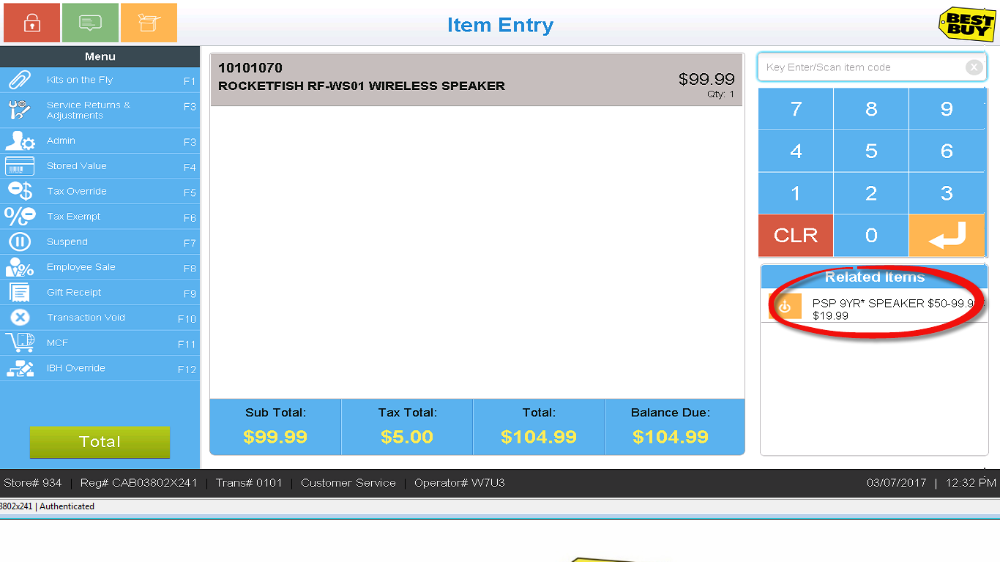 Item Entry
BEST
BUY
Menu
Kits on the Fly F1
Service Returns &
Adjustments F3
Admin F3
Stored Value F4
Tax Override F5
Tax Exempt F6
Suspend F7
Employee Sale F8
Gift Receipt F9
Transaction Void F10
MCF F11
IBH Override F12
Total
10101070
ROCKETFISH RF-WS01 WIRELESS SPEAKER
$99.99
Qty: 1
Sub Total: Tax Total: Total: Balance Due:
$99.99 $5.00 $104.99 $104.99
Key Enter/Scan item code
7 8 9
4 5 6
1 2 3
CLR 0
Related Items
PSP 9YR* SPEAKER $50-99.9
$19.99
Store# 934 | Reg# CAB03802X241 | Trans# 0101 | Customer Service | Operator# W7U3 03/07/2017 | 12:32 PM
3802x241 | Authenticated